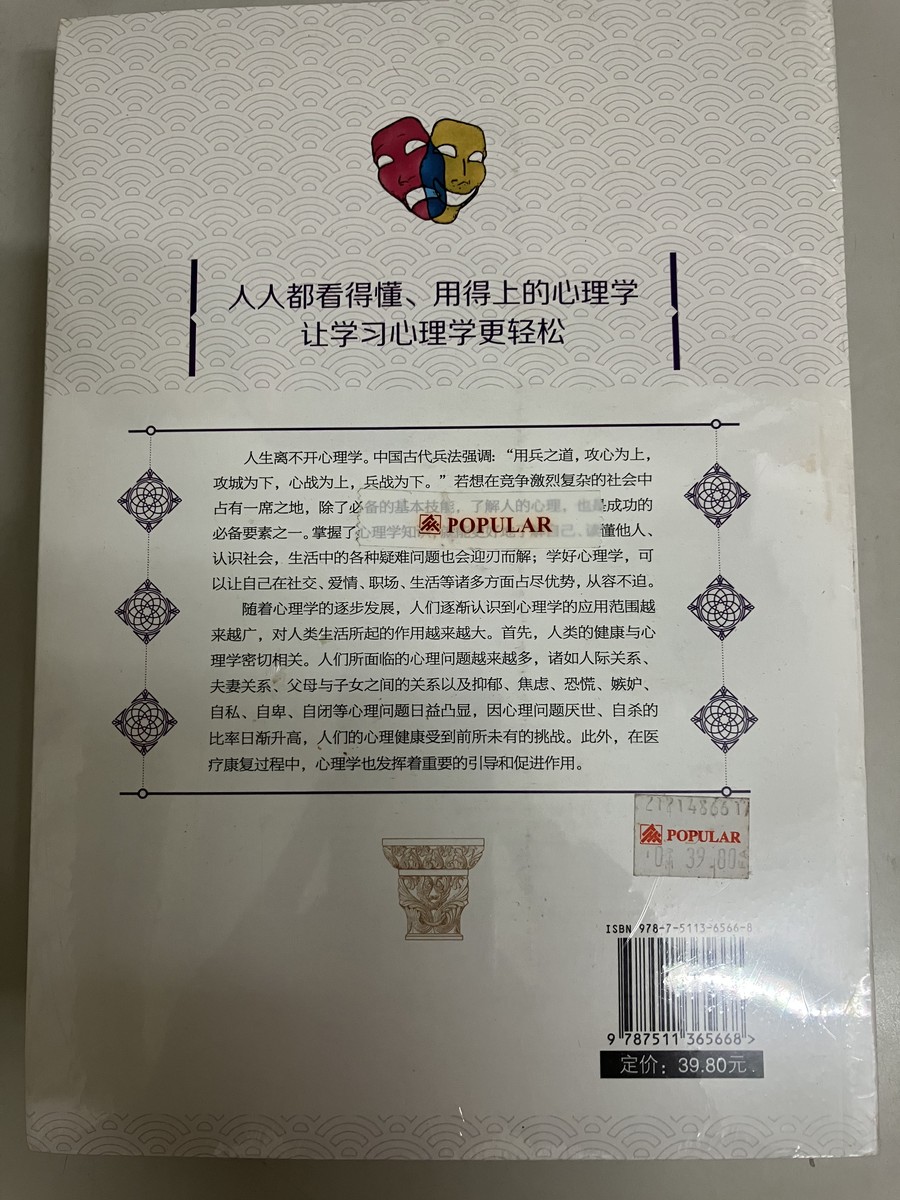 人人都看得懂、用得上的心理学
让学习心理学更轻松
人生离不开心理学。中国古代兵法强调：“用兵之道，攻心为上，
攻城为下，心战为上，兵战为下。”若想在竞争激烈复杂的社会中
占有一席之地，除了必备的基本技能，了解人的心理，也是成功的
必备要素之一。掌握了心理学知识 懂他人、
POPULAR
认识社会，生活中的各种疑难问题也会迎刃而解；学好心理学，可
以让自己在社交、爱情、职场、生活等诸多方面占尽优势，从容不迫。
随着心理学的逐步发展，人们逐渐认识到心理学的应用范围越
来越广，对人类生活所起的作用越来越大。首先，人类的健康与心
理学密切相关。人们所面临的心理问题越来越多，诸如人际关系、
夫妻关系、父母与子女之间的关系以及抑郁、焦虑、恐慌、嫉妒、
自私、自卑、自闭等心理问题日益凸显，因心理问题厌世、自杀的
比率日渐升高，人们的心理健康受到前所未有的挑战。此外，在医
疗康复过程中，心理学也发挥着重要的引导和促进作用。
POPULAR
39.00
ISBN 978-7-5113-6566-8
9 787511 365668 >
定价：39.80元